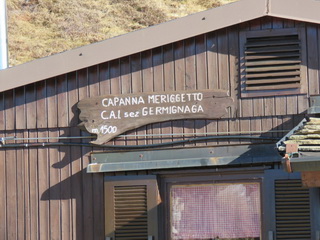 CAPANNA MERIGGETTO
C.A.I. sez GERMIGNAGA
m 1500